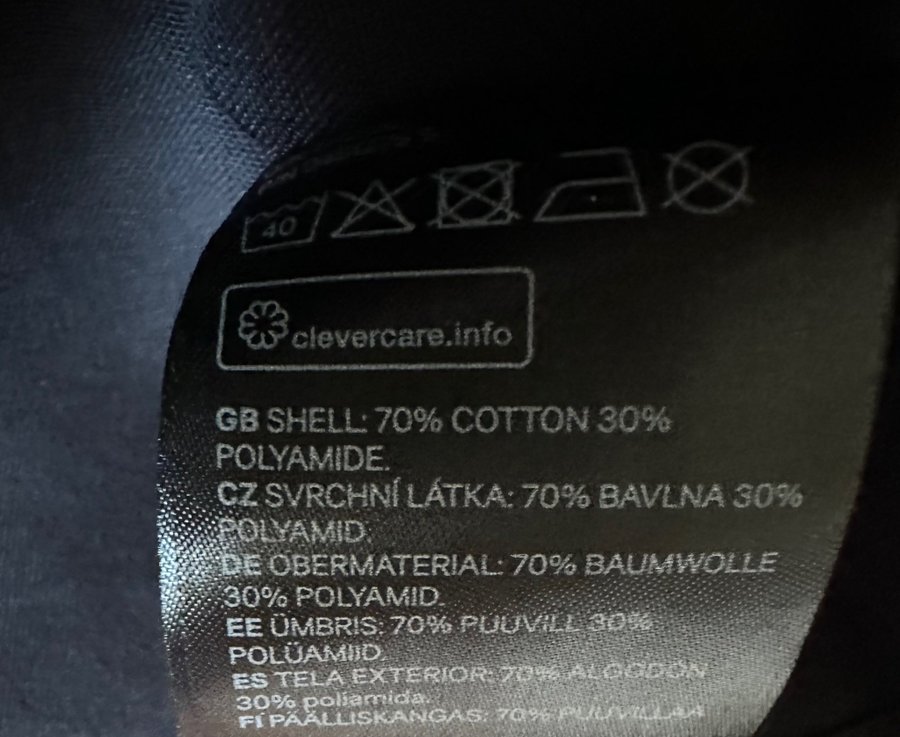 40
clevercare.info
GB SHELL: 70% COTTON 30%
POLYAMIDE.
CZ SVRCHNÍ LÁTKA: 70% BAVLNA 30%
POLYAMID.
DE OBERMATERIAL: 70% BAUMWOLLE
30% POLYAMID.
EE ÜMBRIS: 70% PUUVILL 30%
POLÜAMIID.
ES TELA EXTERIOR: 70% ALGODÓN
30% poliamida.
FI PÄÄLLISKANGAS: 70% PUUVILLAA